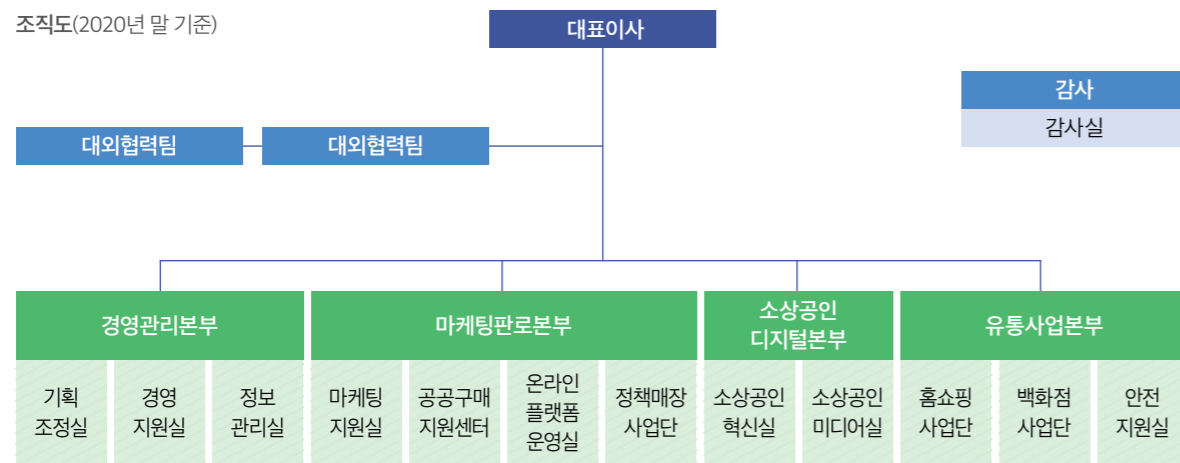 조직도(2020년 말 기준)
대표이사
감사
감사실
대외협력팀
대외협력팀
경영관리본부
마케팅판로본부
소상공인
디지털본부
유통사업본부
기획
조정실
경영
지원실
정보
관리실
마케팅
지원실
공공구매
지원센터
온라인
플랫폼
운영실
정책매장
사업단
소상공인
혁신실
소상공인
미디어실
홈쇼핑
사업단
백화점
사업단
안전
지원실